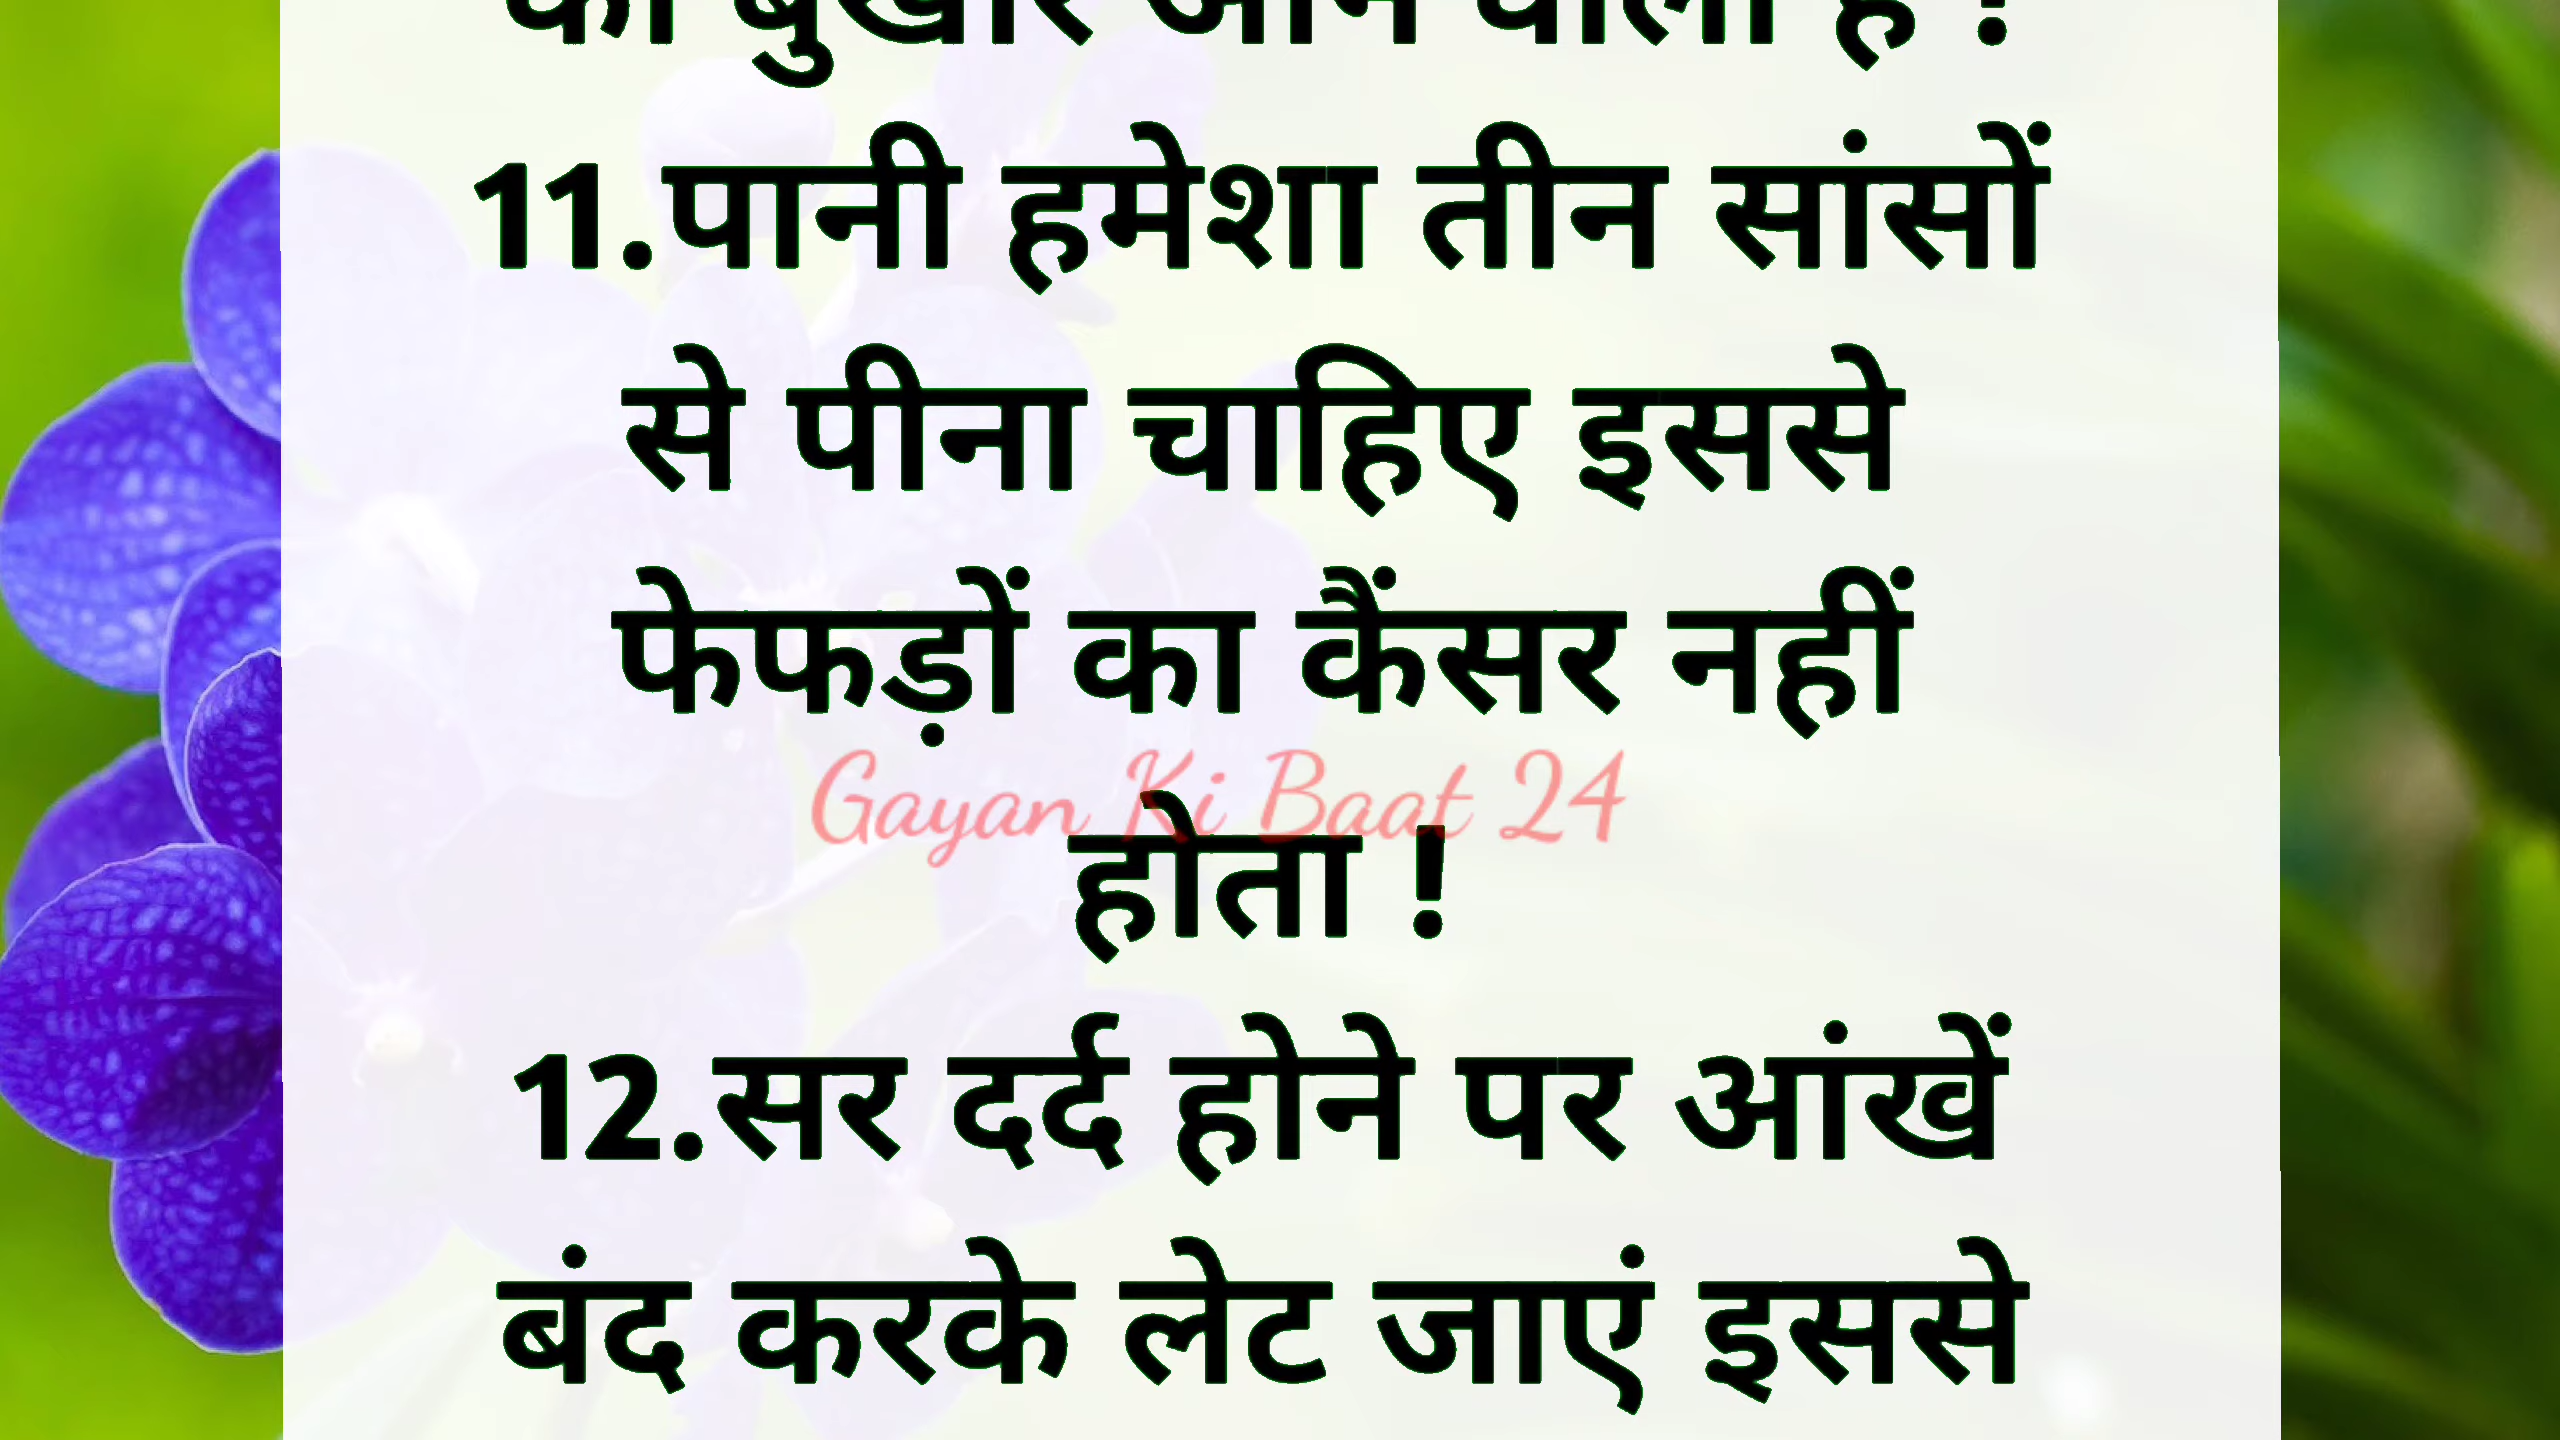 को बुखार आने वाला है !
11.पानी हमेशा तीन सांसों
से पीना चाहिए इससे
फेफड़ों का कैंसर नहीं
Gayan Ki Baat 24
होता !
12.सर दर्द होने पर आंखें
बंद करके लेट जाएं इससे